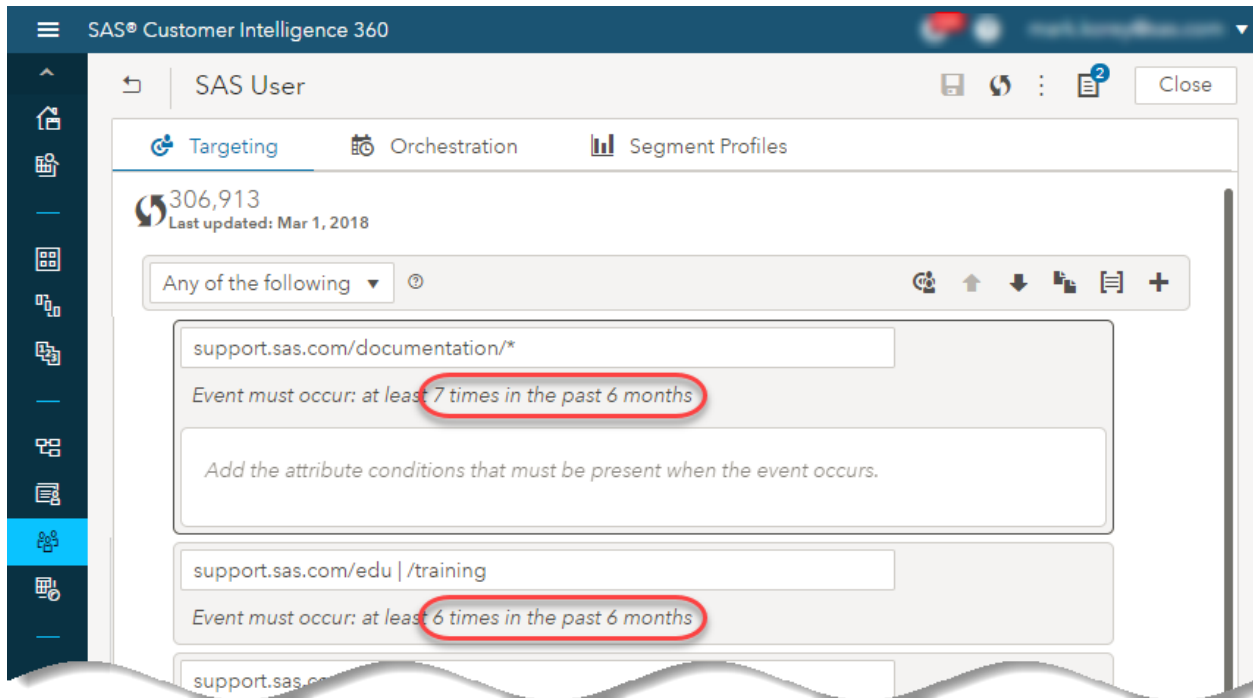 SAS® Customer Intelligence 360
SAS User
2
Close
Targeting
Orchestration
Segment Profiles
306,913
Last updated: Mar 1, 2018
Any of the following
support.sas.com/documentation/*
Event must occur: at least 7 times in the past 6 months
Add the attribute conditions that must be present when the event occurs.
support.sas.com/edu | /training
Event must occur: at least 6 times in the past 6 months